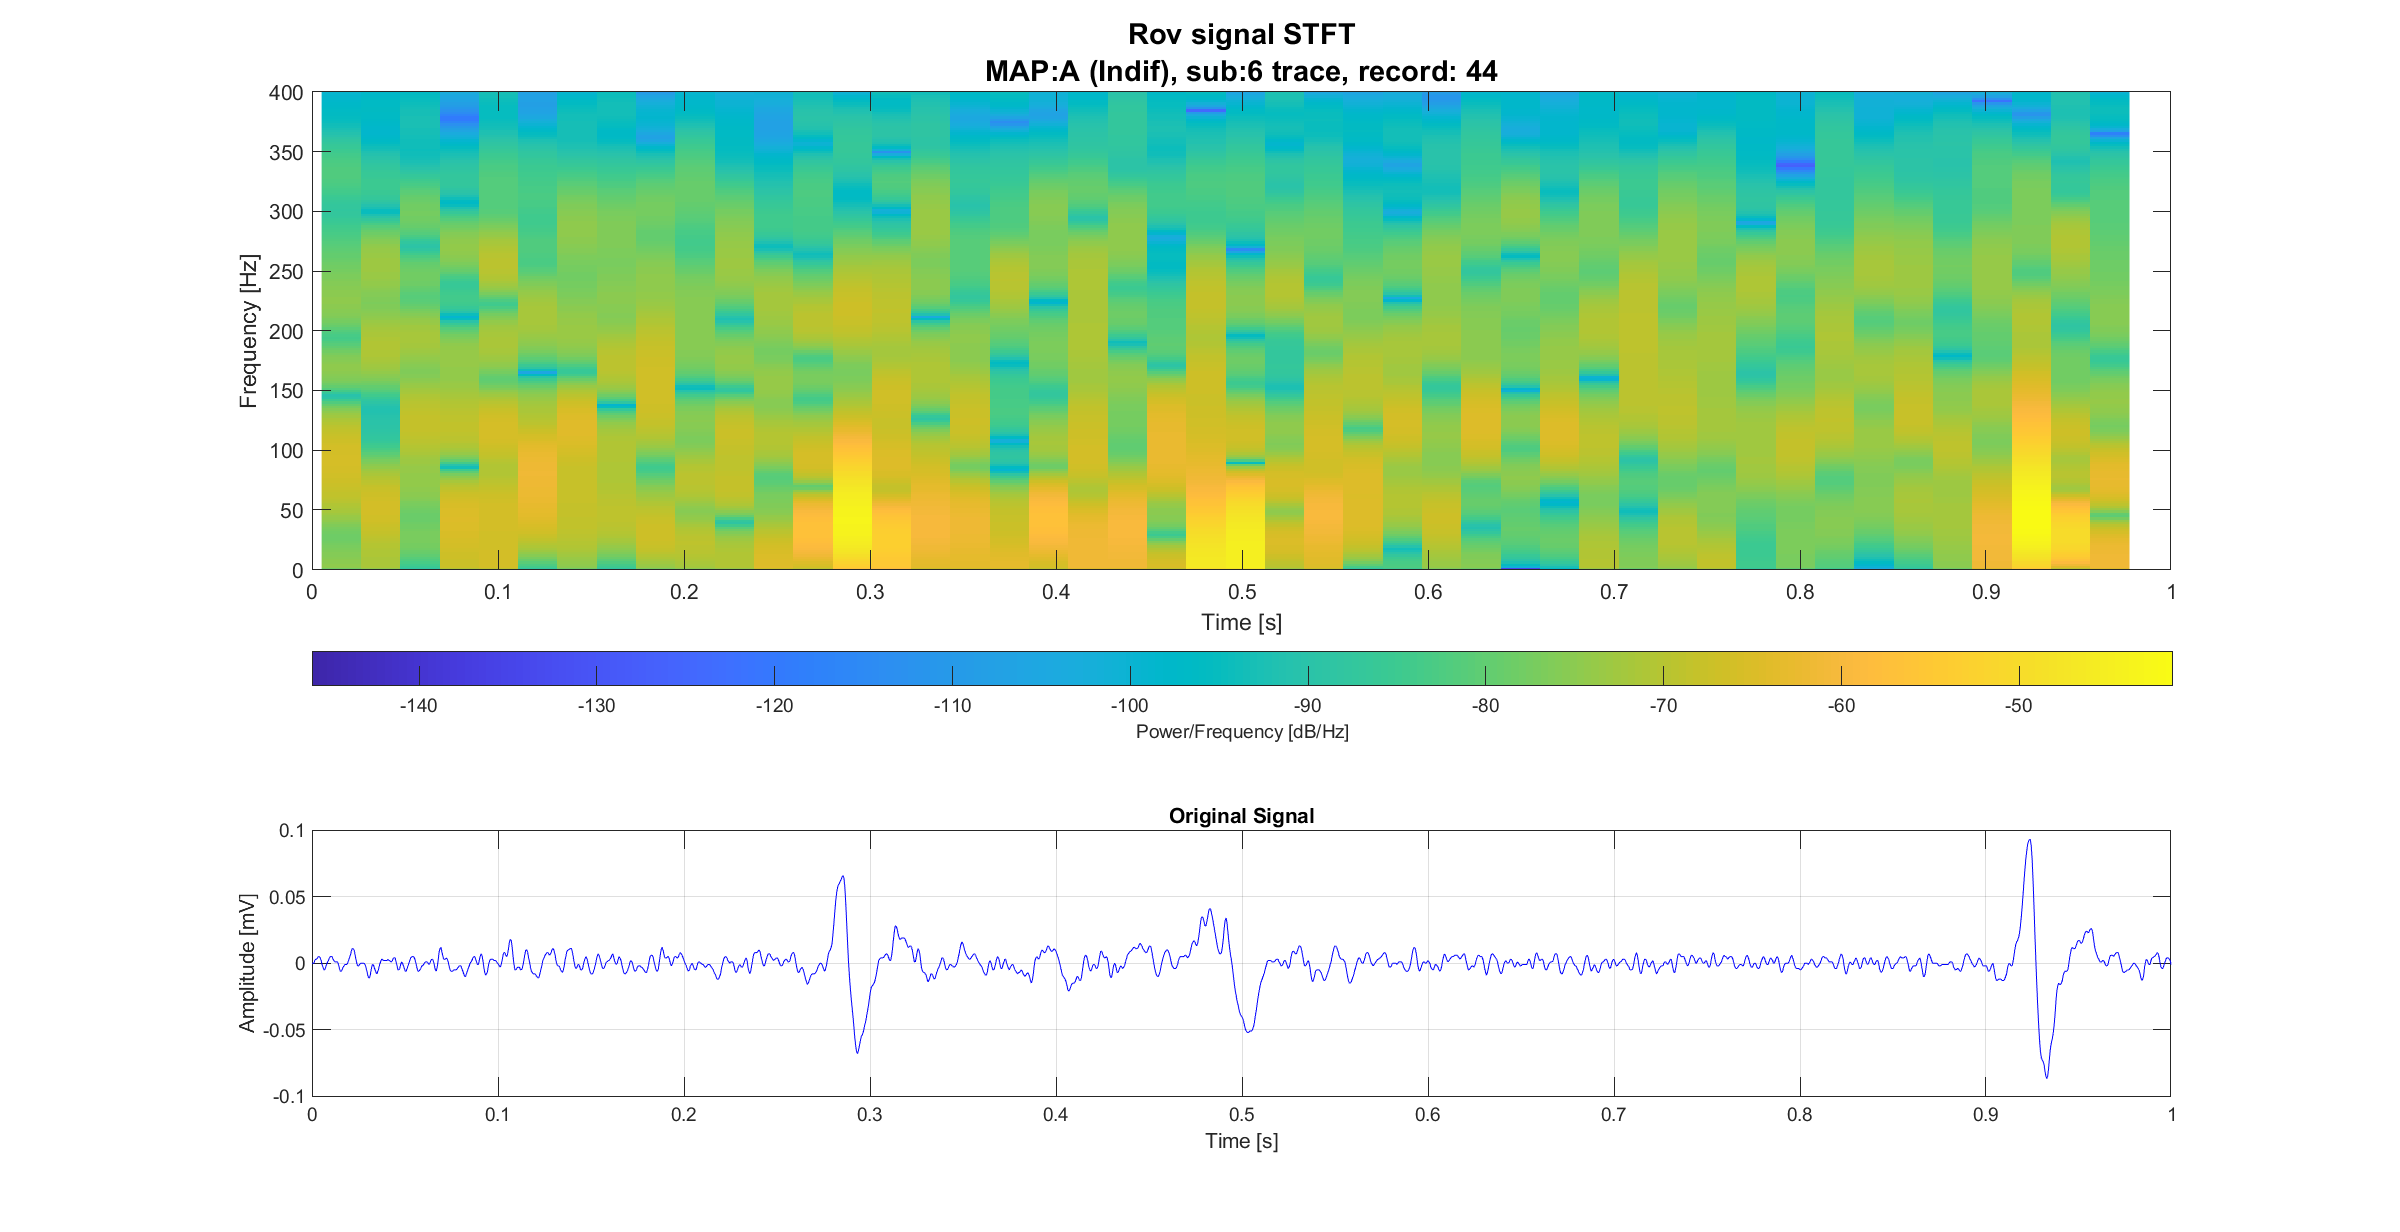 Rov signal STFT
MAP:A (Indif), sub:6 trace, record: 44
400
350
300
250
200
150
100
50
0
Frequency [Hz]
0 0.1 0.2 0.3 0.4 0.5 0.6 0.7 0.8 0.9 1
Time [s]
-140 -130 -120 -110 -100 -90 -80 -70 -60 -50
Power/Frequency [dB/Hz]
Original Signal
0.1
0.05
0
-0.05
-0.1
Amplitude [mV]
0 0.1 0.2 0.3 0.4 0.5 0.6 0.7 0.8 0.9 1
Time [s]